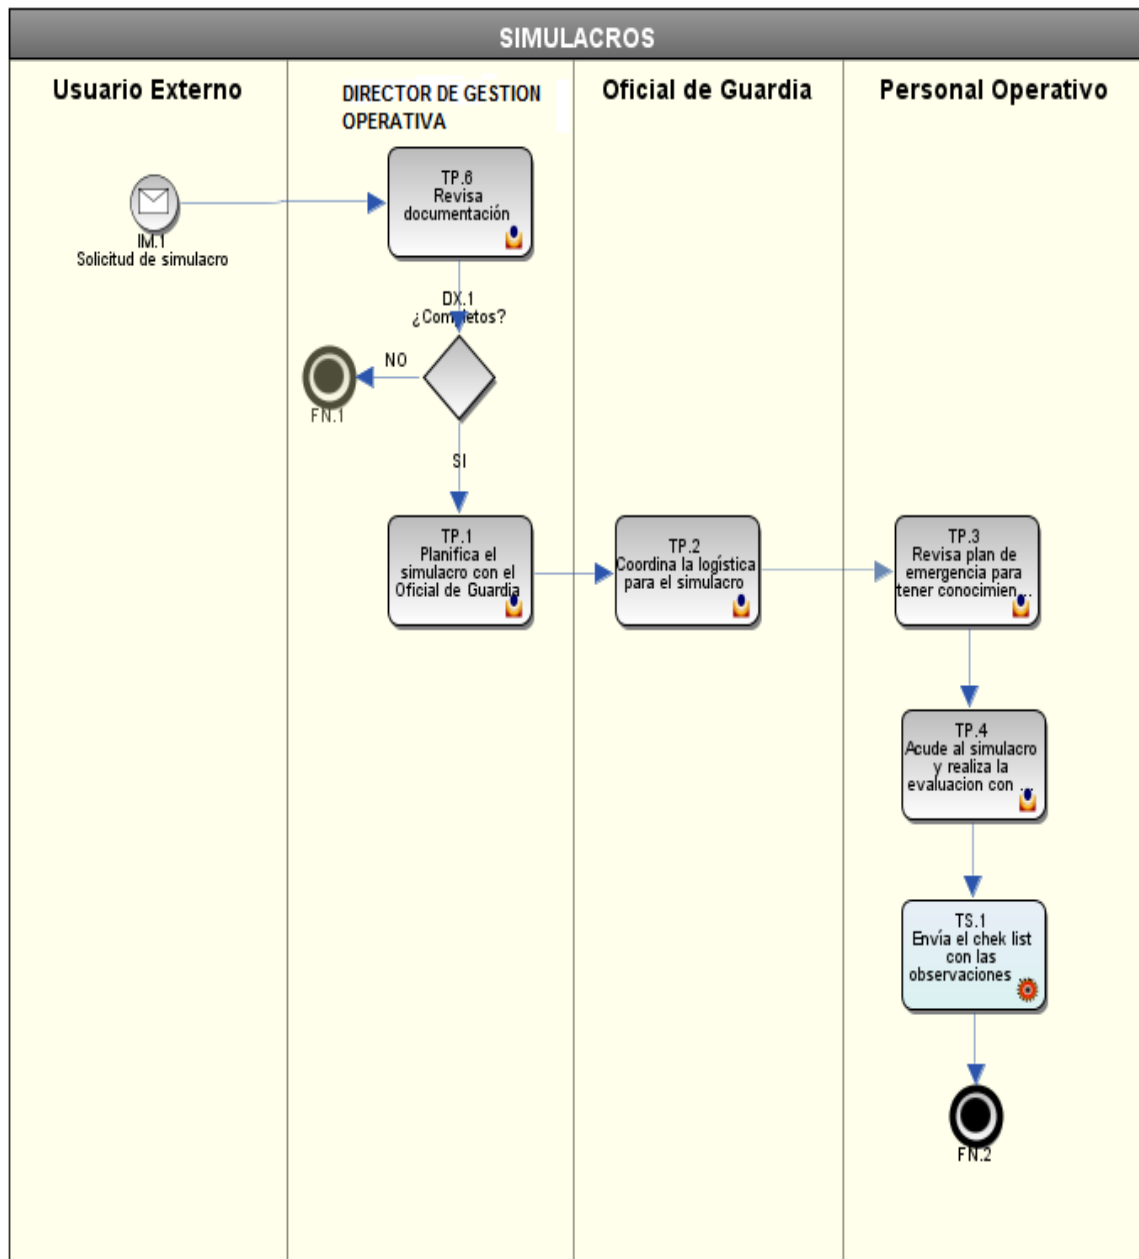 SIMULACROS
Usuario Externo
DIRECTOR DE GESTION
OPERATIVA
Oficial de Guardia
Personal Operativo
IM.1
Solicitud de simulacro
TP.6
Revisa
documentación
DX.1
¿Completos?
NO
FN.1
SI
TP.1
Planifica el
simulacro con el
Oficial de Guardia
TP.2
Coordina la logística
para el simulacro
TP.3
Revisa plan de
emergencia para
tener conocimien...
TP.4
Acude al simulacro
y realiza la
evaluacion con ...
TS.1
Envía el chek list
con las
observaciones
FN.2